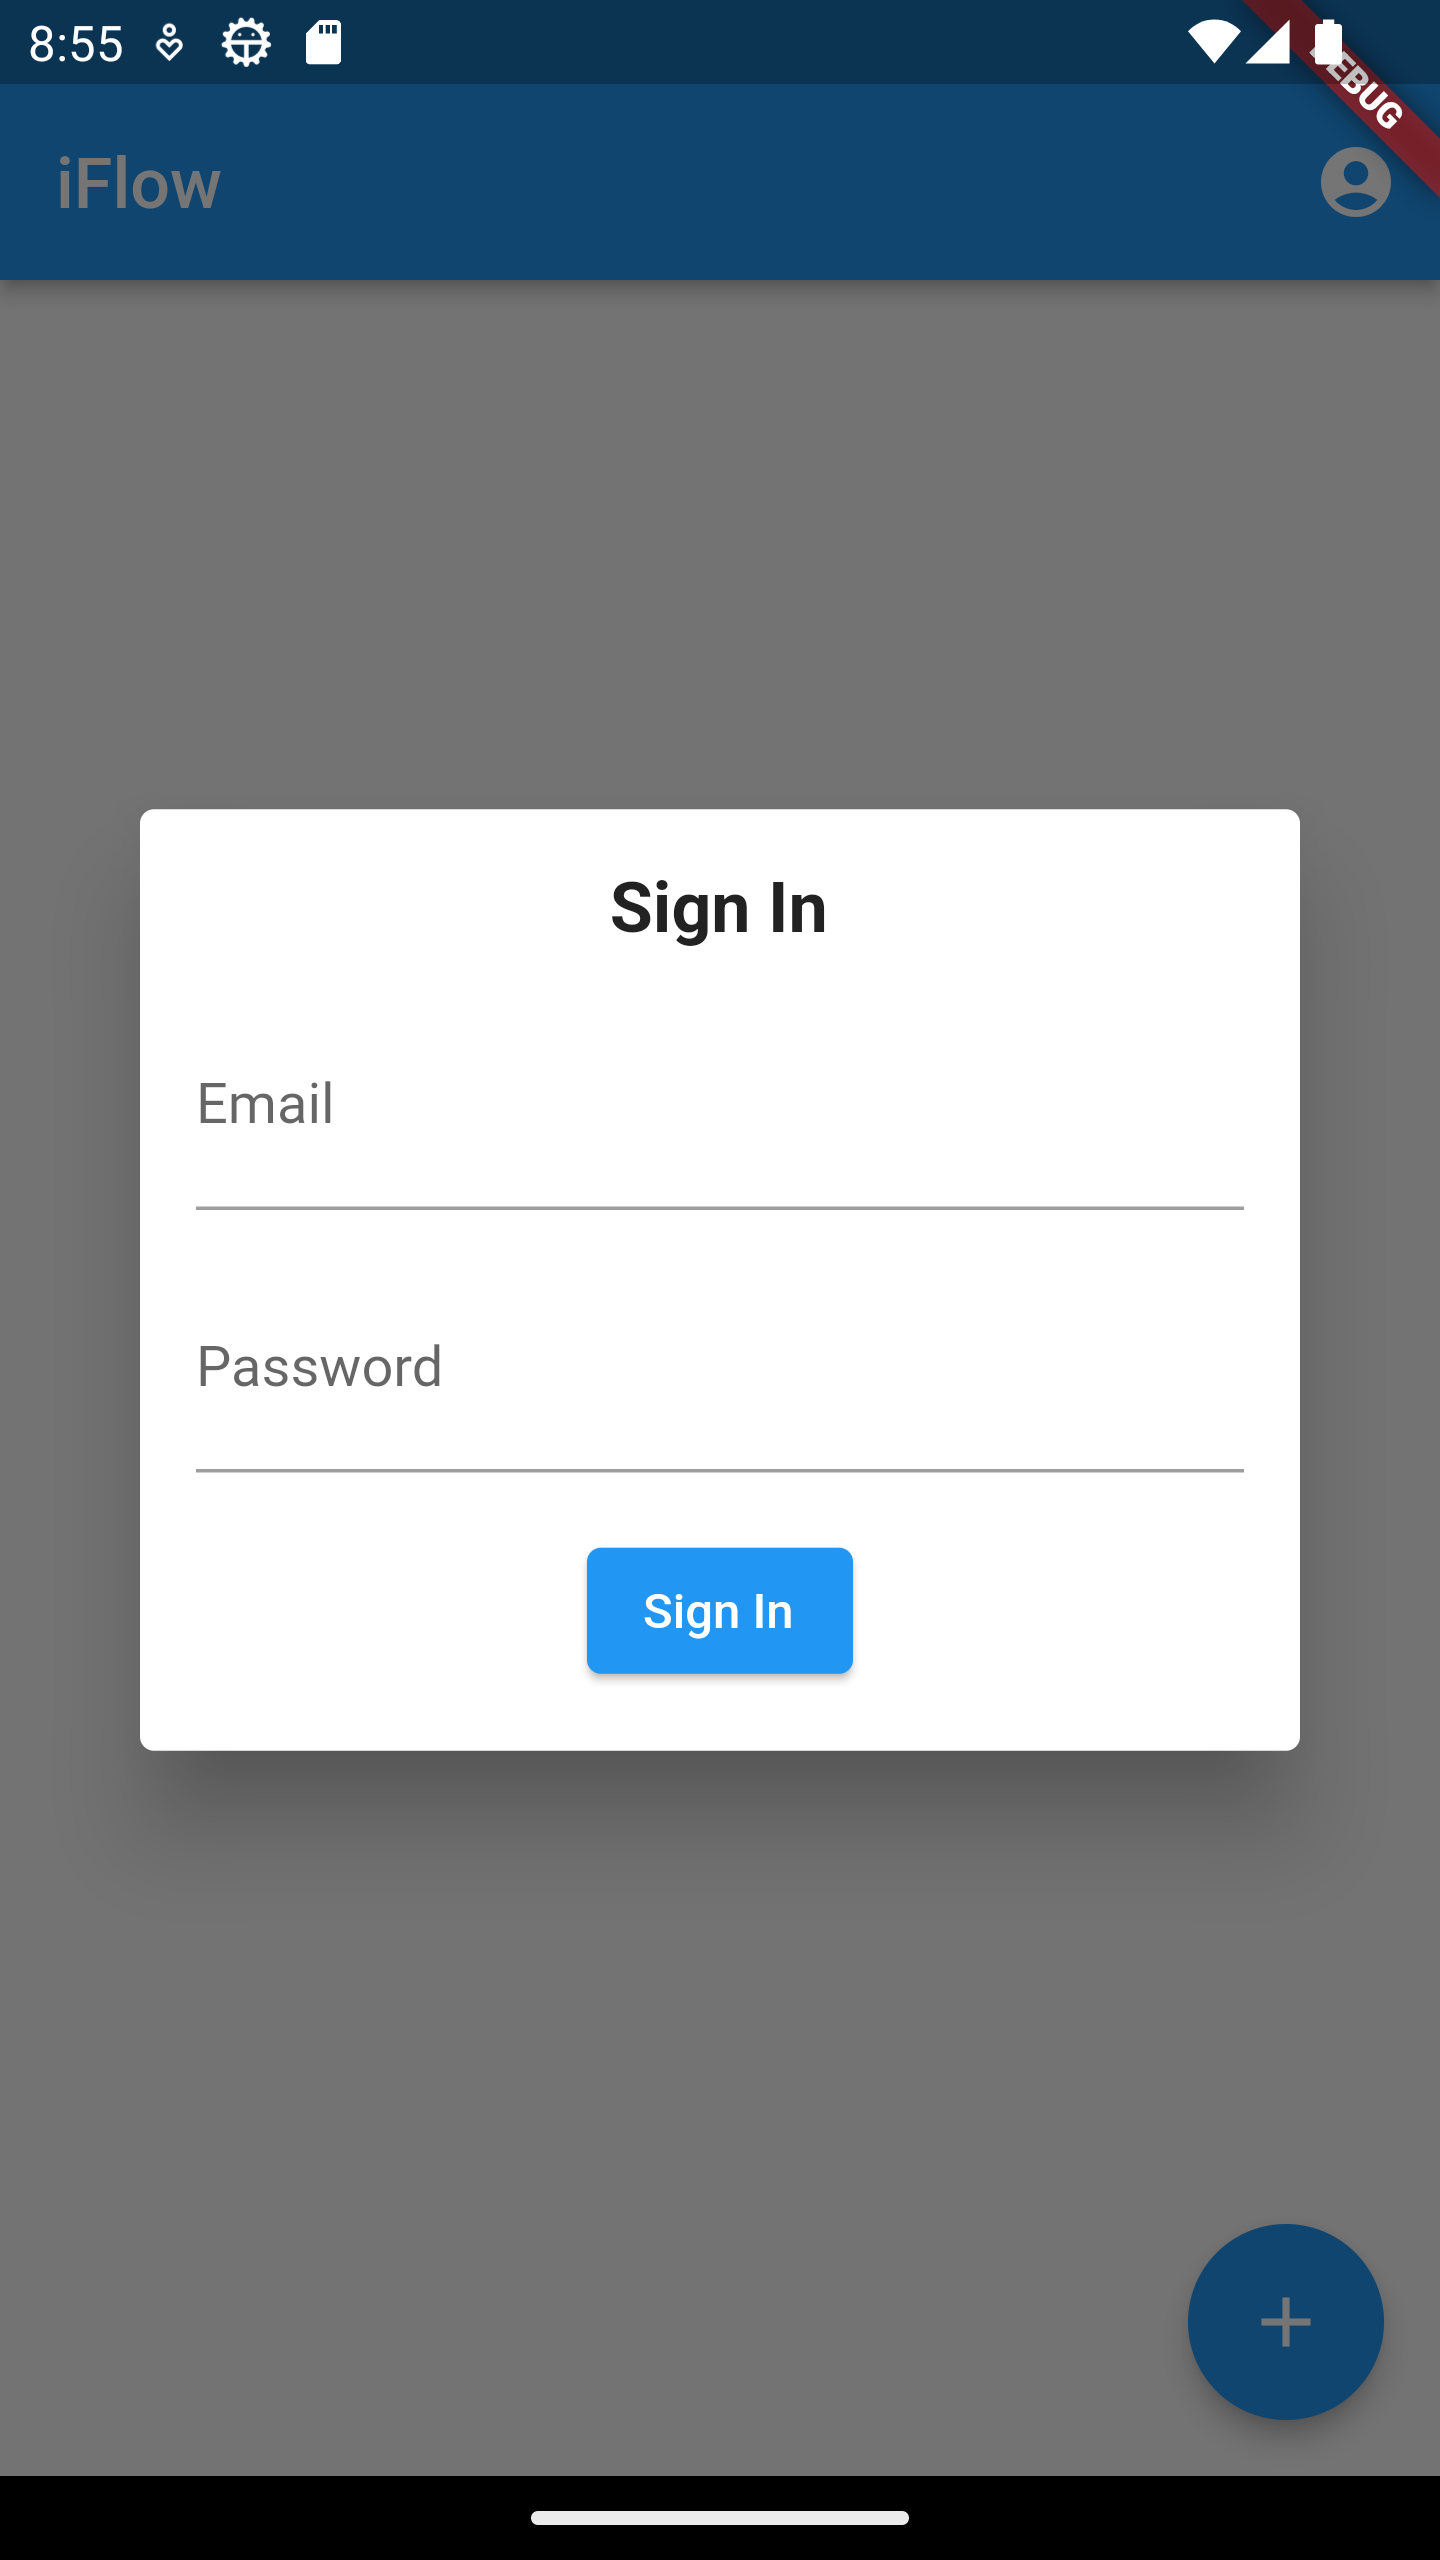 8:55
DEBUG
iFlow
Sign In
Email
Password
Sign In